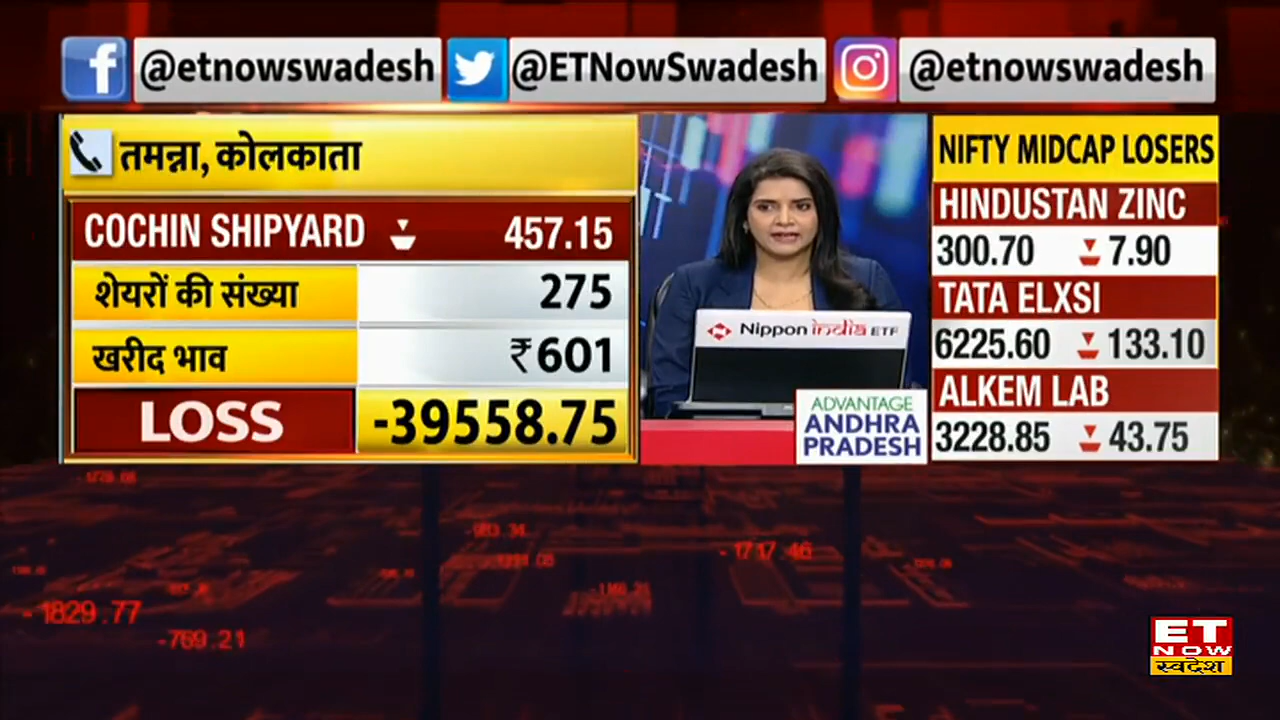 @etnowswadesh
@ETNowSwadesh
@etnowswadesh
तमन्ना, कोलकाता
COCHIN SHIPYARD 457.15
शेयरों की संख्या 275
खरीद भाव ₹601
LOSS -39558.75
Nippon india ETF
ADVANTAGE
ANDHRA
PRADESH
NIFTY MIDCAP LOSERS
HINDUSTAN ZINC
300.70 7.90
TATA ELXSI
6225.60 133.10
ALKEM LAB
3228.85 43.75
-1717.46
-1829.77
-769.21
ET
NOW
स्वदेश